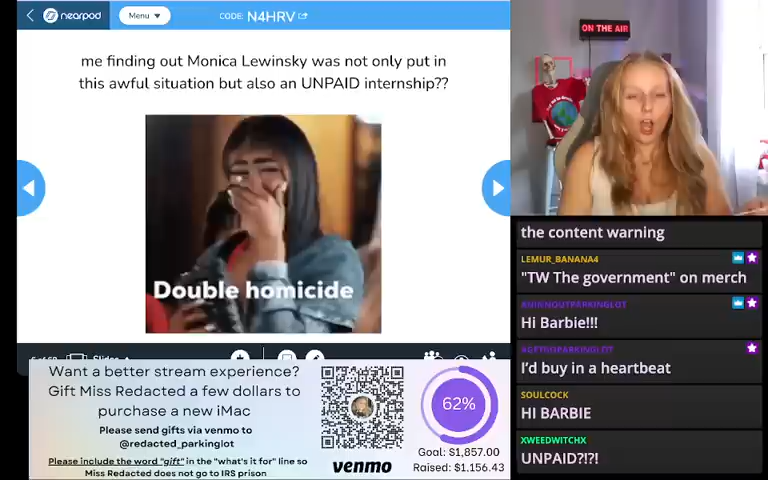 nearpod
Menu
CODE: N4HRV
ON THE AIR
me finding out Monica Lewinsky was not only put in
this awful situation but also an UNPAID internship??
Double homicide
the content warning
LEMUR_BANANA4
"TW The government" on merch
Hi Barbie!!!
I'd buy in a heartbeat
SOULCOCK
HI BARBIE
XWEEDWITCHX
UNPAID?!?!
Want a better stream experience?
Gift Miss Redacted a few dollars to
purchase a new iMac
Please send gifts via venmo to
@redacted_parkinglot
Please include the word "gift" in the "what's it for" line so
Miss Redacted does not go to IRS prison
venmo
62%
Goal: $1,857.00
Raised: $1,156.43